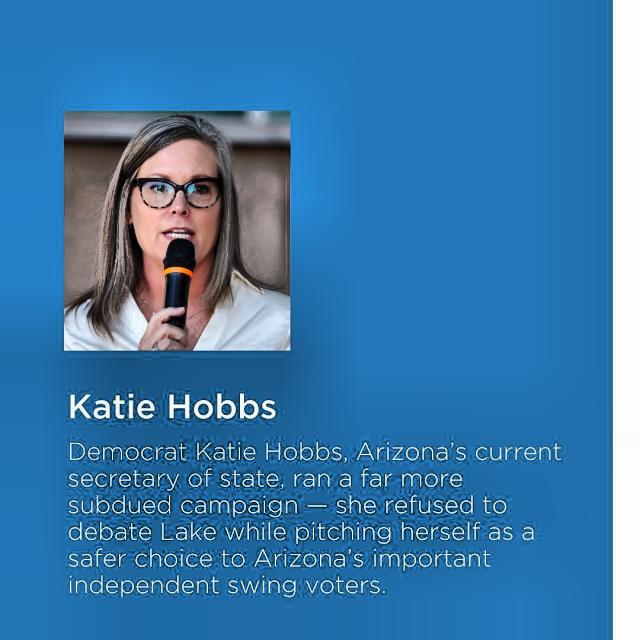 Katie Hobbs
Democrat Katie Hobbs, Arizona's current
secretary of state, ran a far more
subdued campaign — she refused to
debate Lake while pitching herself as a
safer choice to Arizona's important
independent swing voters.